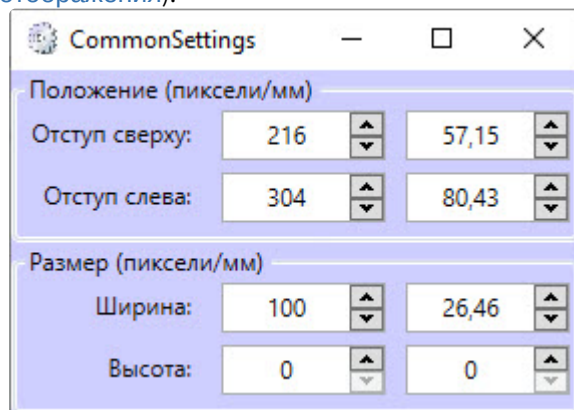 отображения).
CommonSettings
Положение (пиксели/мм)
Отступ сверху: 216 57,15
Отступ слева: 304 80,43
Размер (пиксели/мм)
Ширина: 100 26,46
Высота: 0 0